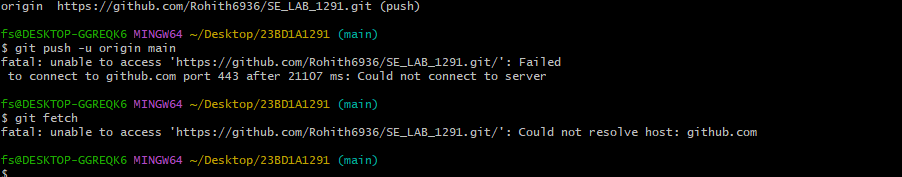 origin  https://github.com/Rohith6936/SE_LAB_1291.git (push)
fs@DESKTOP-GGREQK6 MINGW64 ~/Desktop/23BD1A1291 (main)
$ git push -u origin main
fatal: unable to access 'https://github.com/Rohith6936/SE_LAB_1291.git/': Failed
 to connect to github.com port 443 after 21107 ms: Could not connect to server
fs@DESKTOP-GGREQK6 MINGW64 ~/Desktop/23BD1A1291 (main)
$ git fetch
fatal: unable to access 'https://github.com/Rohith6936/SE_LAB_1291.git/': Could not resolve host: github.com
fs@DESKTOP-GGREQK6 MINGW64 ~/Desktop/23BD1A1291 (main)
$